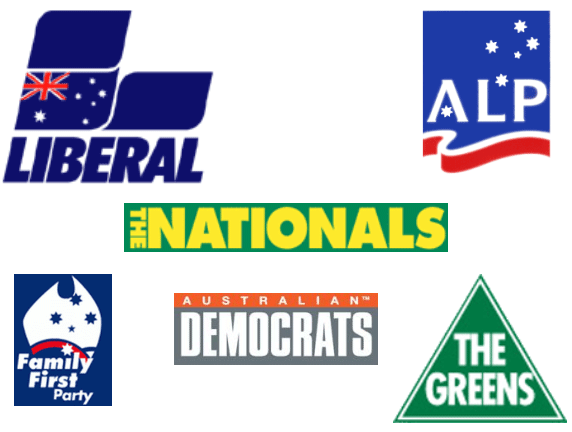 LIBERAL
ALP
THE NATIONALS
AUSTRALIAN™
DEMOCRATS
Family
First
Party
THE
GREENS